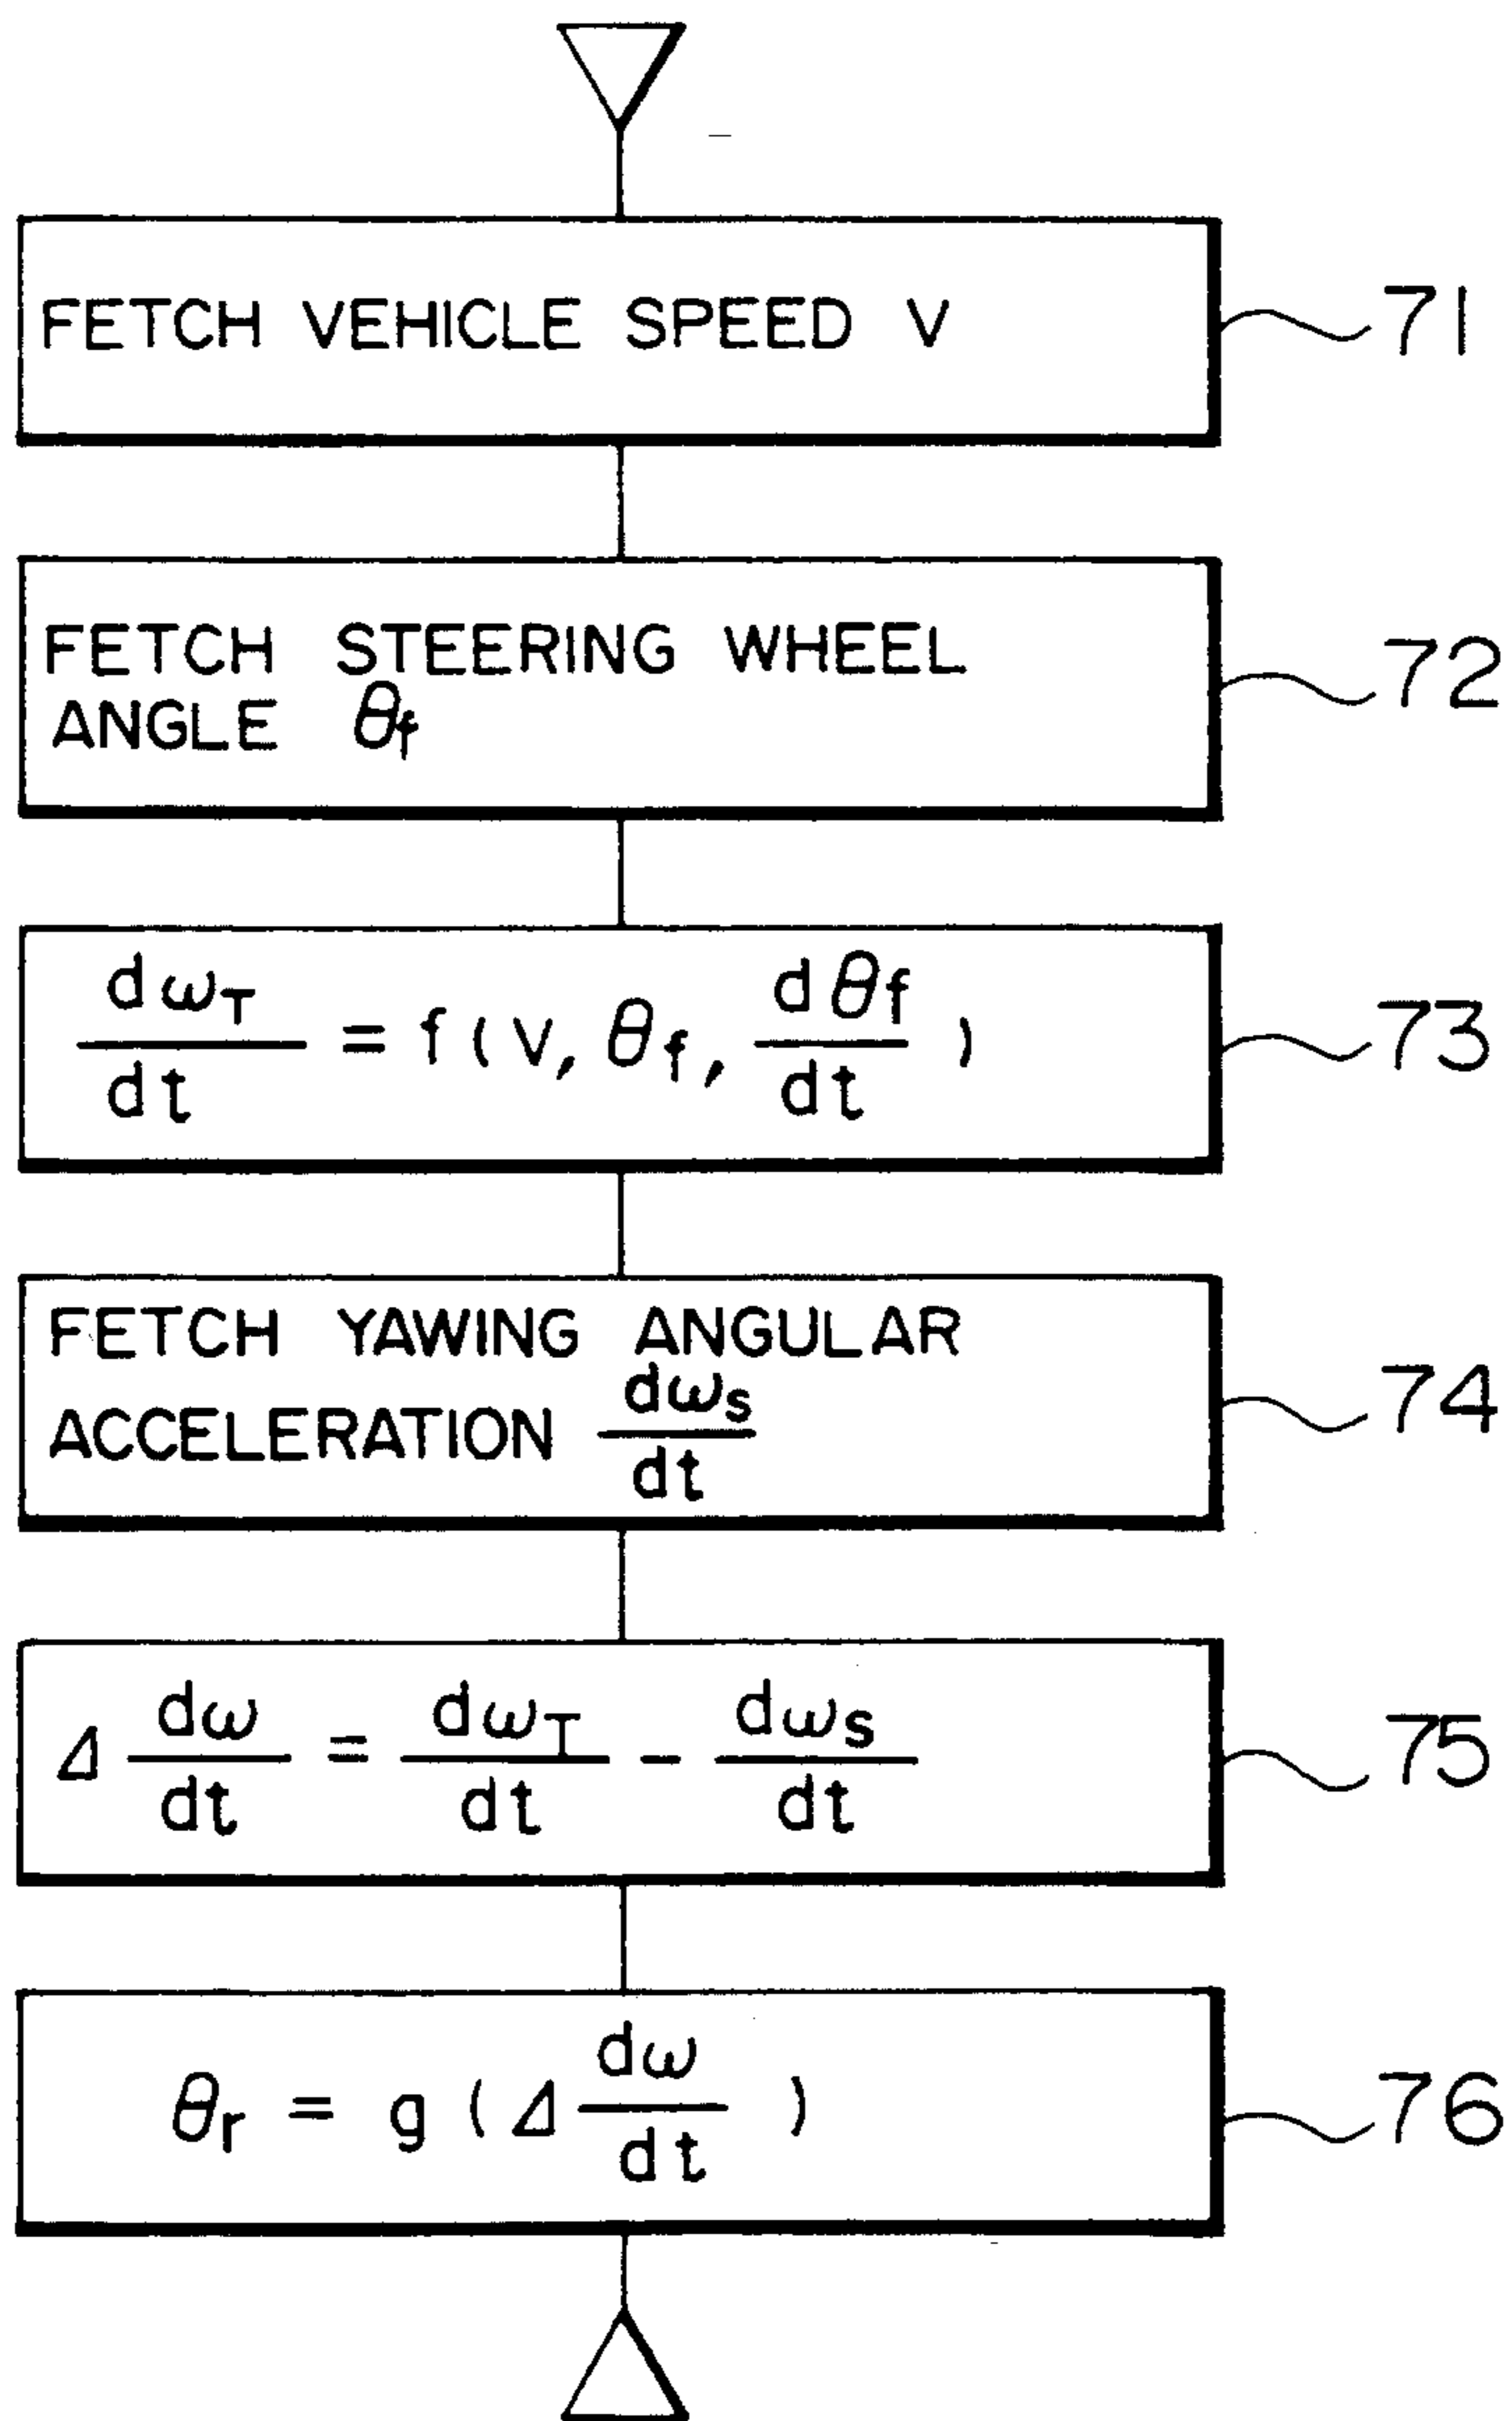 FETCH VEHICLE SPEED V
71
FETCH STEERING WHEEL
ANGLE θf
72
dωT/dt = f(V, θf, dθf/dt)
73
FETCH YAWING ANGULAR
ACCELERATION dωs/dt
74
Δ dω/dt = dωT/dt - dωs/dt
75
θr = g(Δ dω/dt)
76